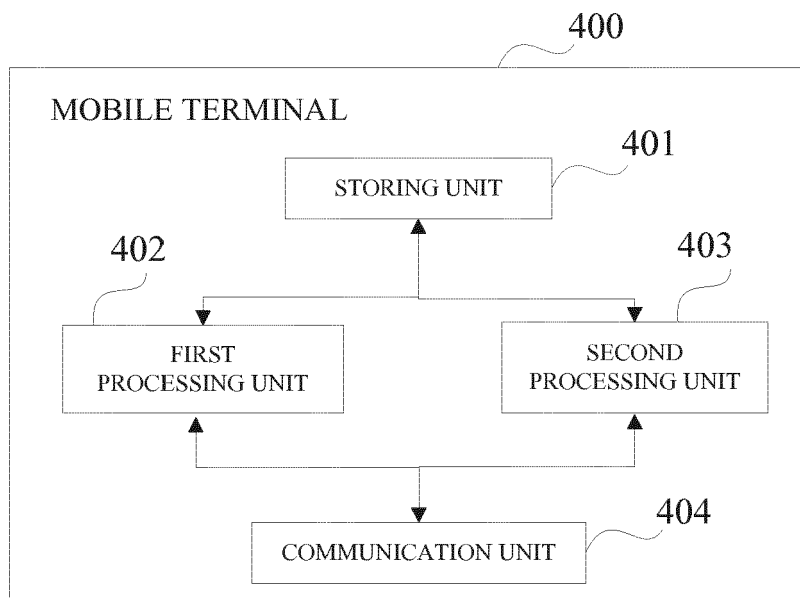 400
MOBILE TERMINAL
401
STORING UNIT
402
403
FIRST
PROCESSING UNIT
SECOND
PROCESSING UNIT
404
COMMUNICATION UNIT